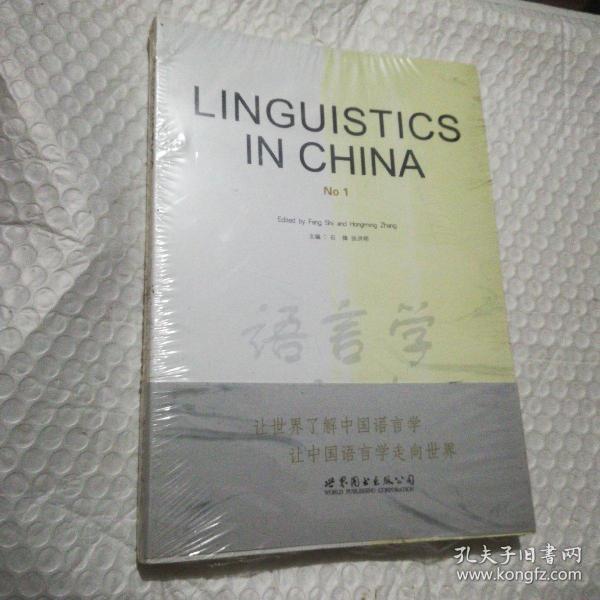 LINGUISTICS
IN CHINA
No 1
Edited by Feng Shi and Hongming Zhang
主编：石 锋 张洪明
语言学
让世界了解中国语言学
让中国语言学走向世界
世界图书出版公司
WORLD PUBLISHING CORPORATION
孔夫子旧书网
www.kongfz.com